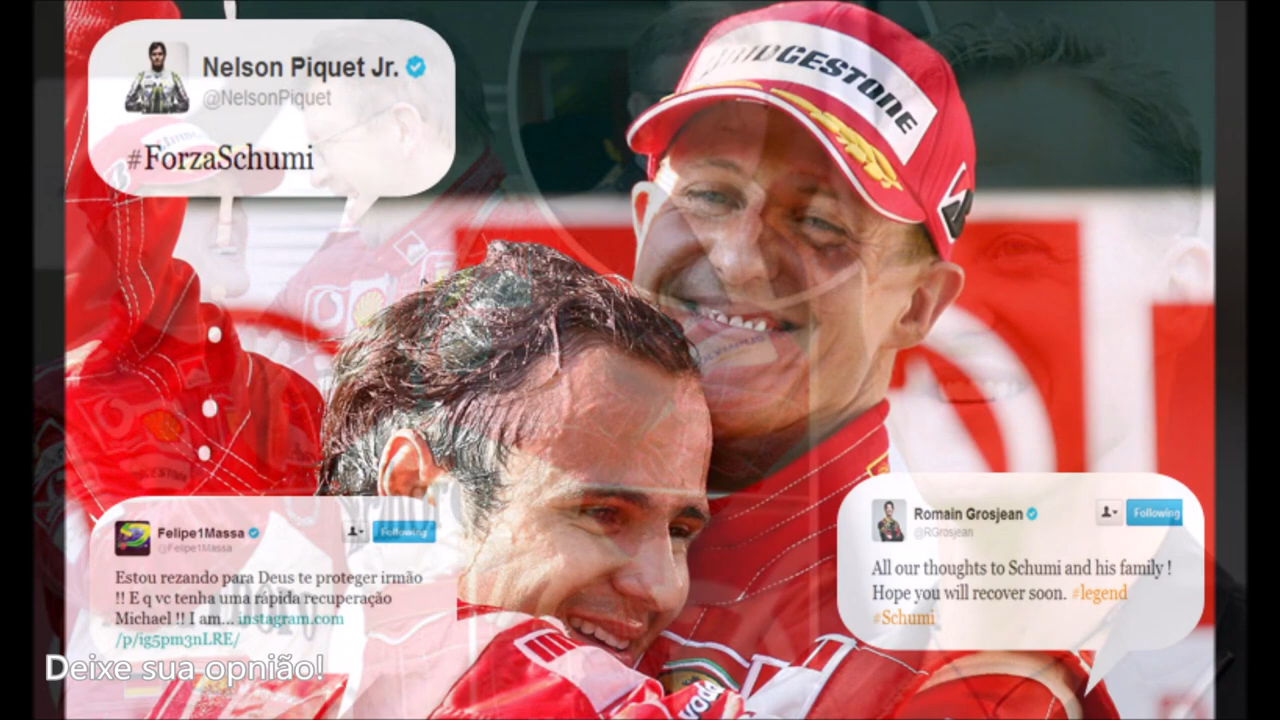 Nelson Piquet Jr.
@NelsonPiquet
#ForzaSchumi
BRIDGESTONE
Felipe1Massa
@Felipe1Massa
Following
Estou rezando para Deus te proteger irmão
!! E q vc tenha uma rápida recuperação
Michael !! I am... instagram.com
/p/ig5pm3nLRE/
Romain Grosjean
@RGrosjean
Following
All our thoughts to Schumi and his family !
Hope you will recover soon. #legend
#Schumi
Deixe sua opnião!
vodafone